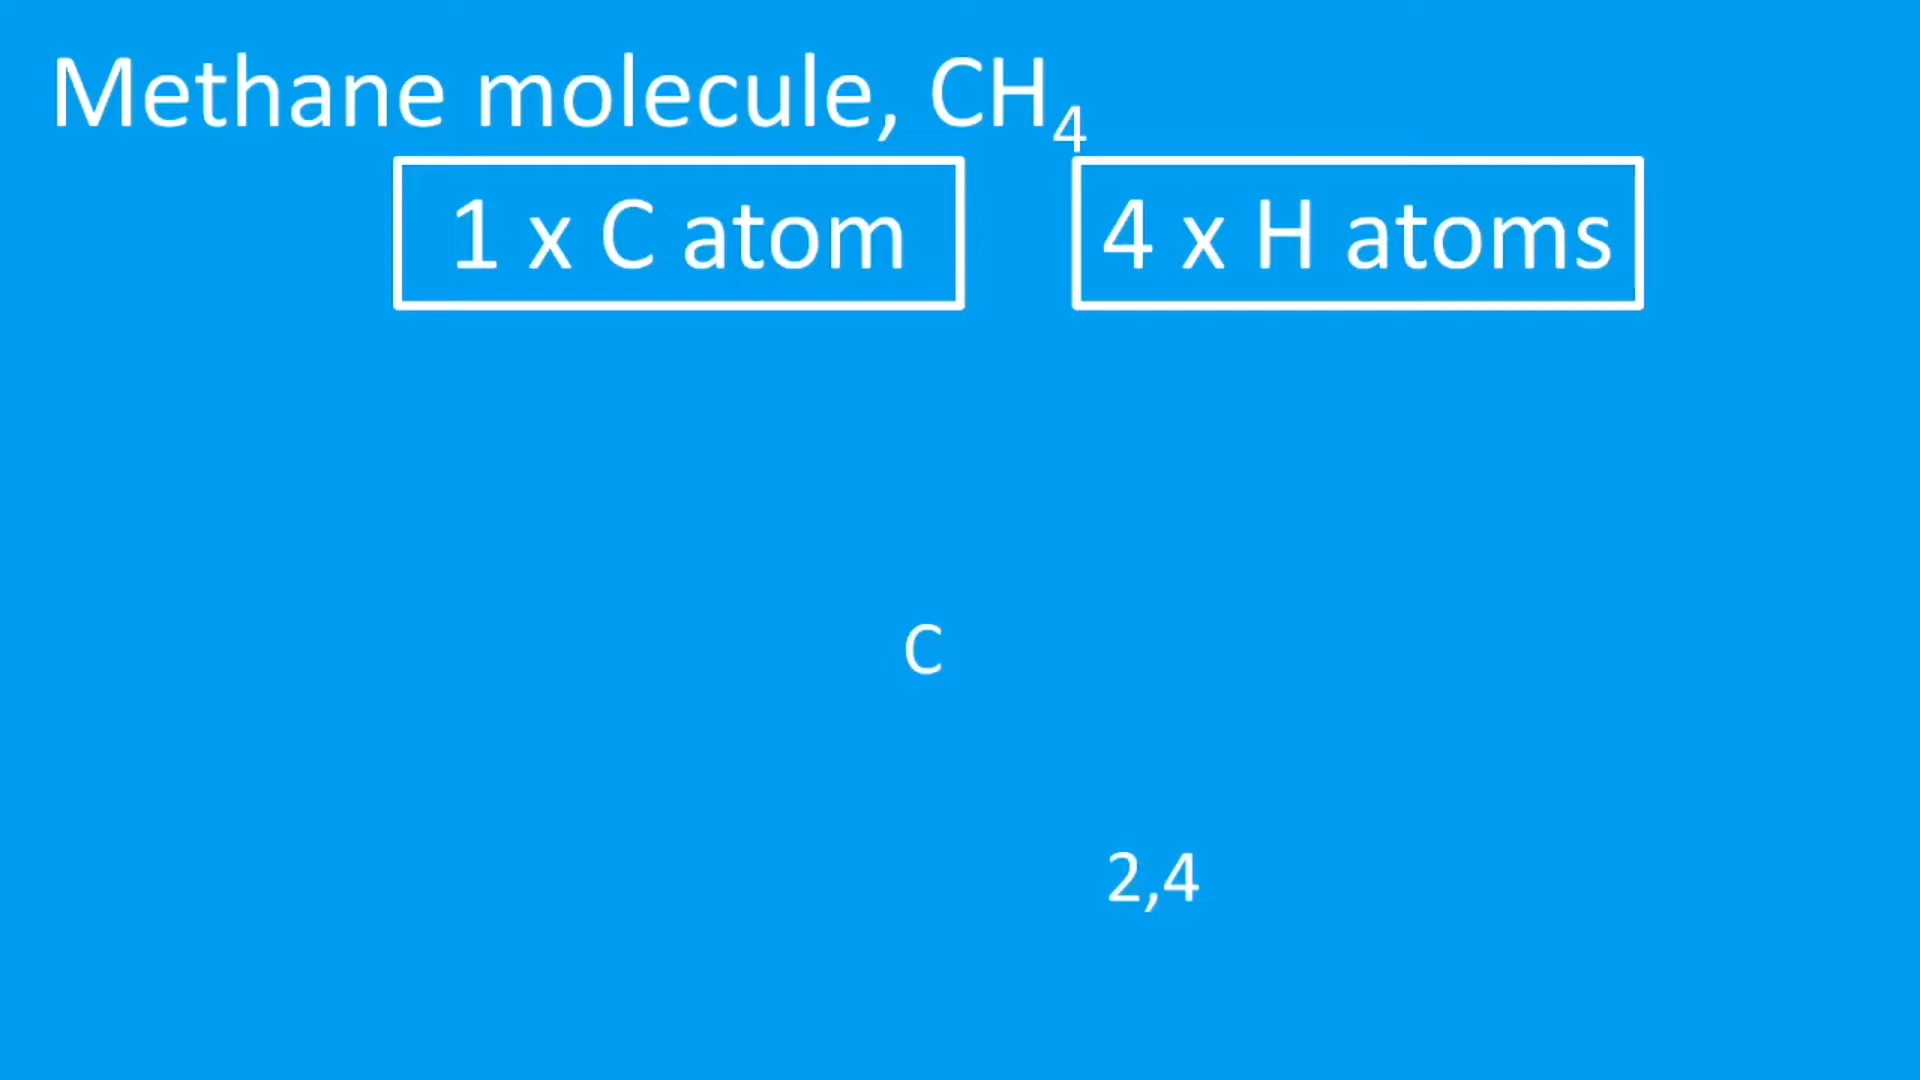 Methane molecule, CH₄
1 x C atom
4 x H atoms
C
2,4